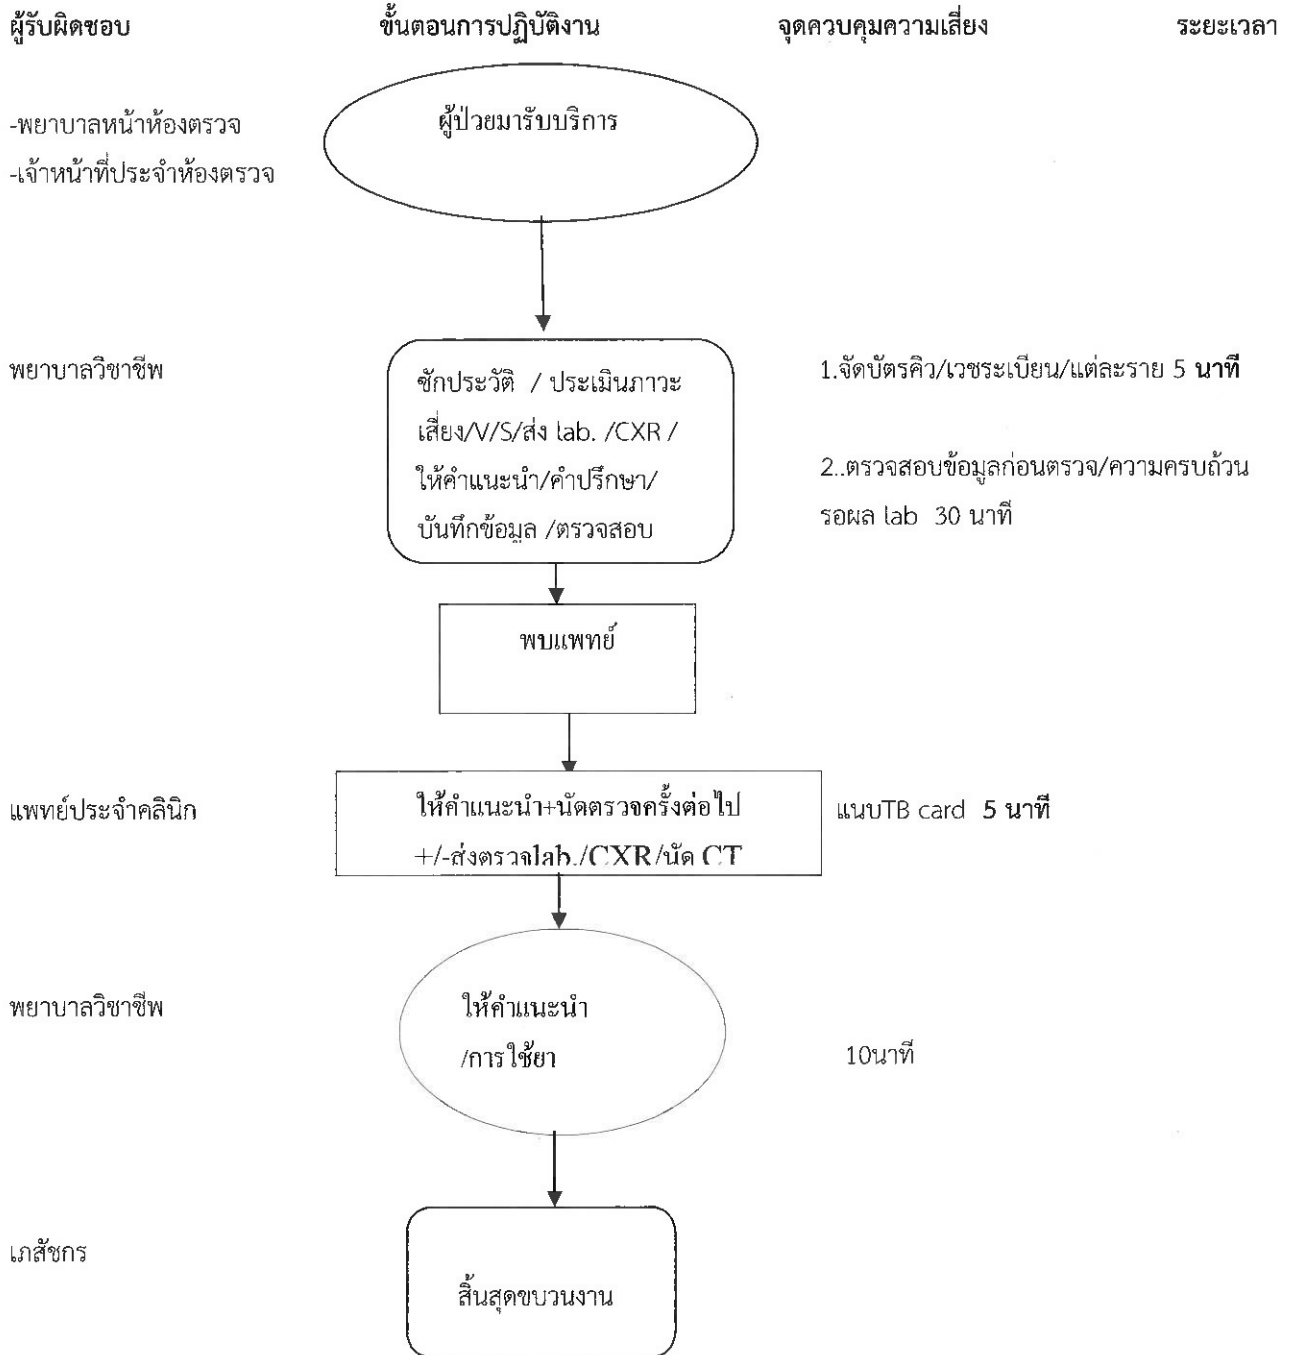 ผู้รับผิดชอบ ขั้นตอนการปฏิบัติงาน จุดควบคุมความเสี่ยง ระยะเวลา
-พยาบาลหน้าห้องตรวจ
-เจ้าหน้าที่ประจำห้องตรวจ
ผู้ป่วยมารับบริการ
พยาบาลวิชาชีพ
ซักประวัติ / ประเมินภาวะ
เสี่ยง/V/S/ส่ง lab. /CXR /
ให้คำแนะนำ/คำปรึกษา/
บันทึกข้อมูล /ตรวจสอบ
1.จัดบัตรคิว/เวชระเบียน/แต่ละราย 5 นาที
2..ตรวจสอบข้อมูลก่อนตรวจ/ความครบถ้วน
รอผล lab 30 นาที
พบแพทย์
แพทย์ประจำคลินิก
ให้คำแนะนำ+นัดตรวจครั้งต่อไป
+/-ส่งตรวจlab./CXR/นัด CT
แนบTB card 5 นาที
พยาบาลวิชาชีพ
ให้คำแนะนำ
/การใช้ยา
10นาที
เภสัชกร
สิ้นสุดขบวนงาน